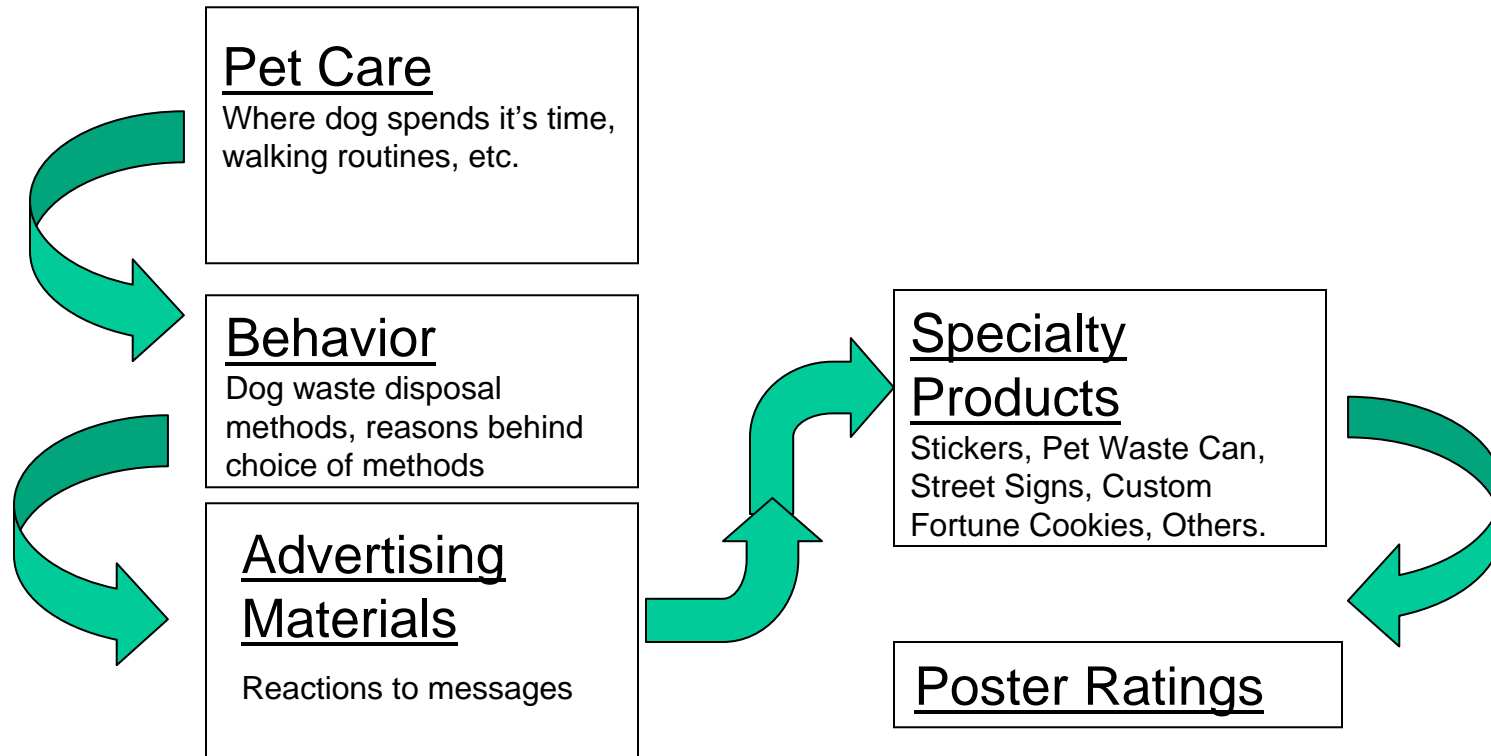 Pet Care
Where dog spends it’s time,
walking routines, etc.
Behavior
Dog waste disposal
methods, reasons behind
choice of methods
Advertising
Materials
Reactions to messages
Specialty
Products
Stickers, Pet Waste Can,
Street Signs, Custom
Fortune Cookies, Others.
Poster Ratings